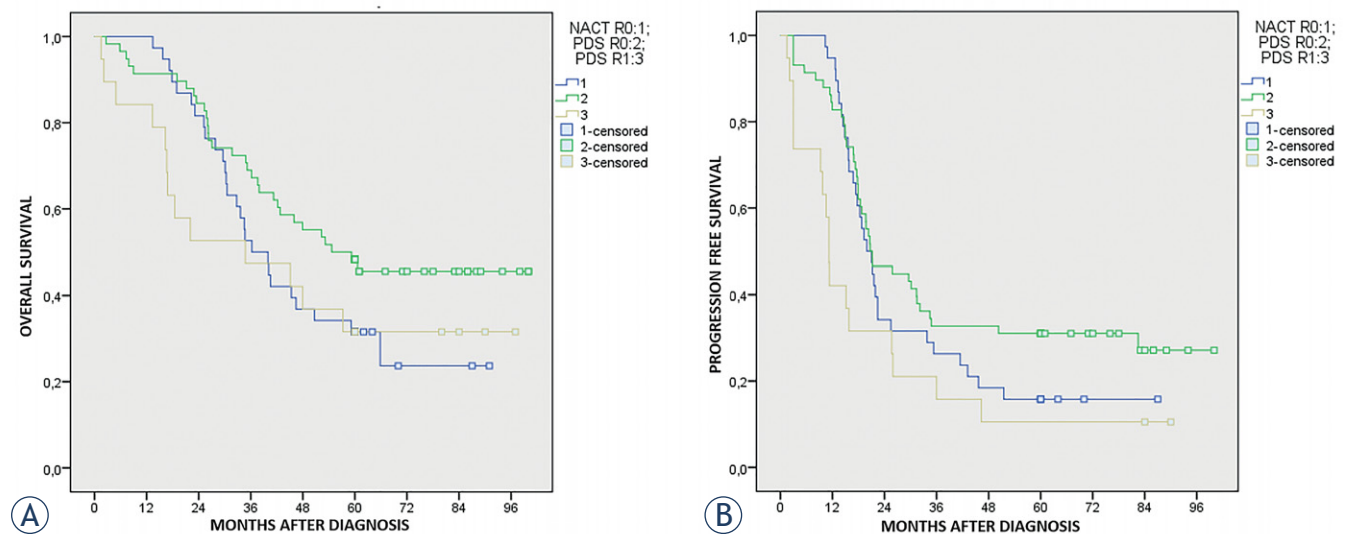 NACT R0:1;
PDS R0:2;
PDS R1:3
1
2
3
1-censored
2-censored
3-censored
OVERALL SURVIVAL
1,0
0,8
0,6
0,4
0,2
0,0
0 12 24 36 48 60 72 84 96
MONTHS AFTER DIAGNOSIS
A
NACT R0:1;
PDS R0:2;
PDS R1:3
1
2
3
1-censored
2-censored
3-censored
PROGRESSION FREE SURVIVAL
1,0
0,8
0,6
0,4
0,2
0,0
0 12 24 36 48 60 72 84 96
MONTHS AFTER DIAGNOSIS
B